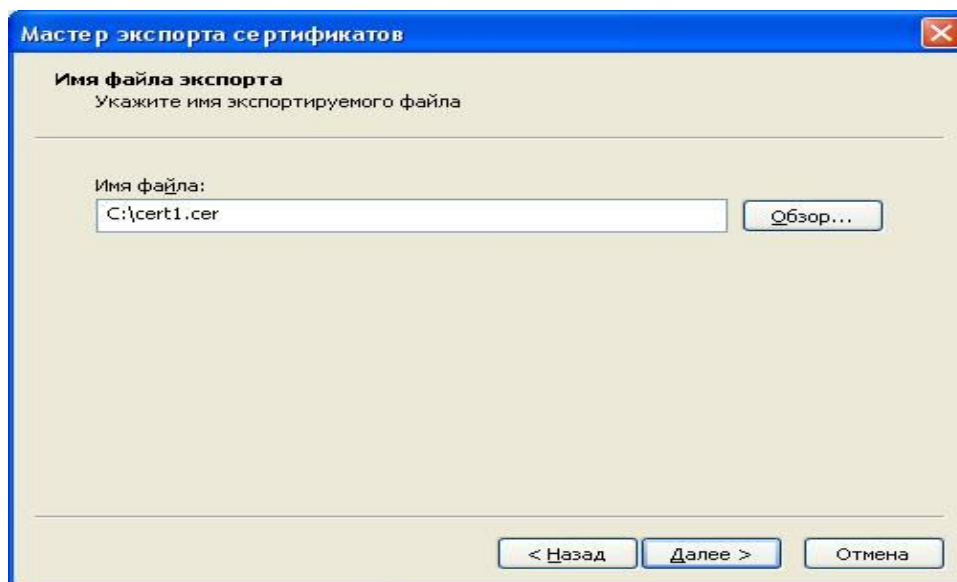 Мастер экспорта сертификатов
Имя файла экспорта
Укажите имя экспортируемого файла
Имя файла:
C:\cert1.cer
Обзор...
< Назад
Далее >
Отмена